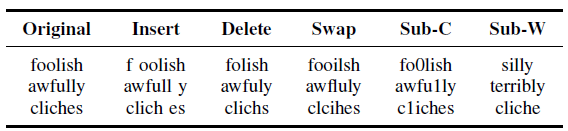 Original Insert Delete Swap Sub-C Sub-W
foolish f oolish folish fooilsh fo0lish silly
awfully awfull y awfuly awfluly awfu1ly terribly
cliches clich es clichs clcihes c1iches cliche